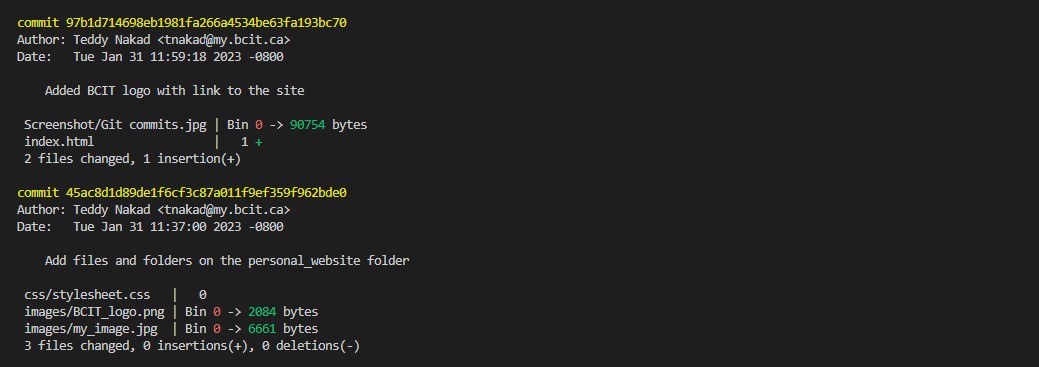 commit 97b1d714698eb1981fa266a4534be63fa193bc70
Author: Teddy Nakad <tnakad@my.bcit.ca>
Date:   Tue Jan 31 11:59:18 2023 -0800
Added BCIT logo with link to the site
Screenshot/Git commits.jpg | Bin 0 -> 90754 bytes
index.html                 |   1 +
2 files changed, 1 insertion(+)
commit 45ac8d1d89de1f6cf3c87a011f9ef359f962bde0
Author: Teddy Nakad <tnakad@my.bcit.ca>
Date:   Tue Jan 31 11:37:00 2023 -0800
Add files and folders on the personal_website folder
css/stylesheet.css   |   0
images/BCIT_logo.png | Bin 0 -> 2084 bytes
images/my_image.jpg  | Bin 0 -> 6661 bytes
3 files changed, 0 insertions(+), 0 deletions(-)